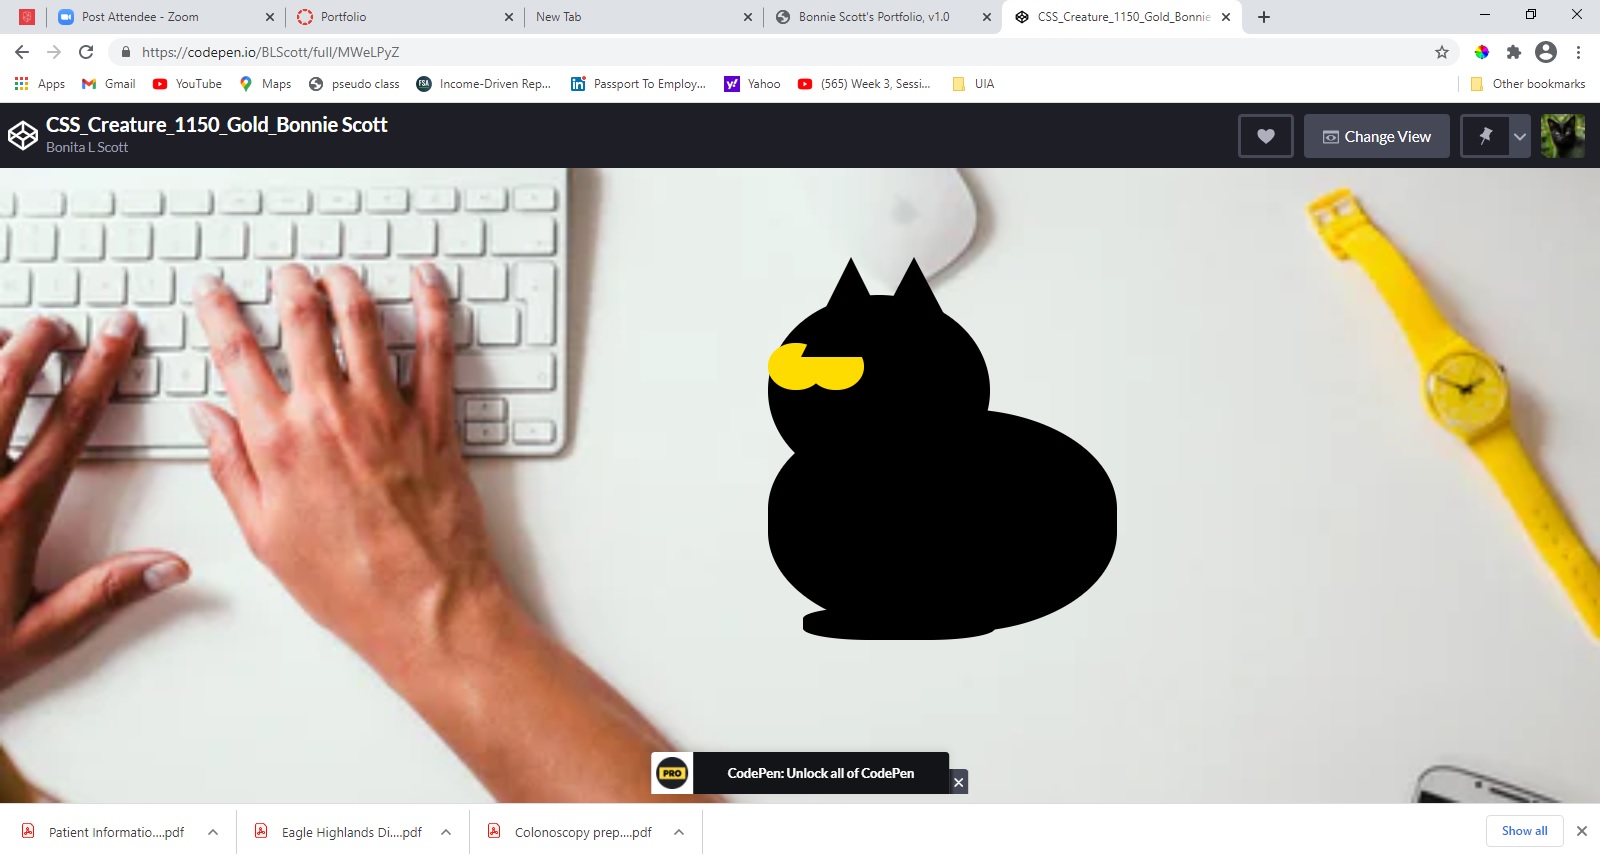 Post Attendee - Zoom
Portfolio
New Tab
Bonnie Scott's Portfolio, v1.0
CSS_Creature_1150_Gold_Bonnie
https://codepen.io/BLScott/full/MWeLPyZ
Apps
Gmail
YouTube
Maps
pseudo class
FSA
Income-Driven Rep...
in
Passport To Employ...
y!
Yahoo
(565) Week 3, Sessi...
UIA
Other bookmarks
CSS_Creature_1150_Gold_Bonnie Scott
Bonita L Scott
Change View
PRO
CodePen: Unlock all of CodePen
Patient Informatio....pdf
Eagle Highlands Di....pdf
Colonoscopy prep....pdf
Show all